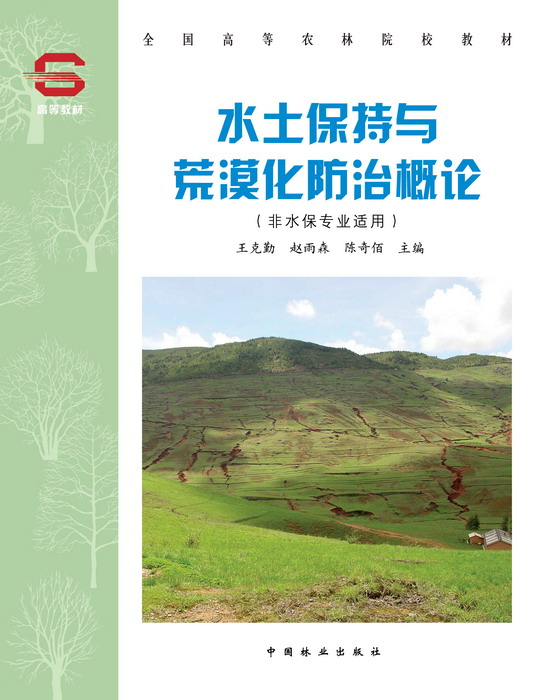 全国高等农林院校教材
高等教材
水土保持与
荒漠化防治概论
（非水保专业适用）
王克勤 赵雨森 陈奇佰 主编
中国林业出版社